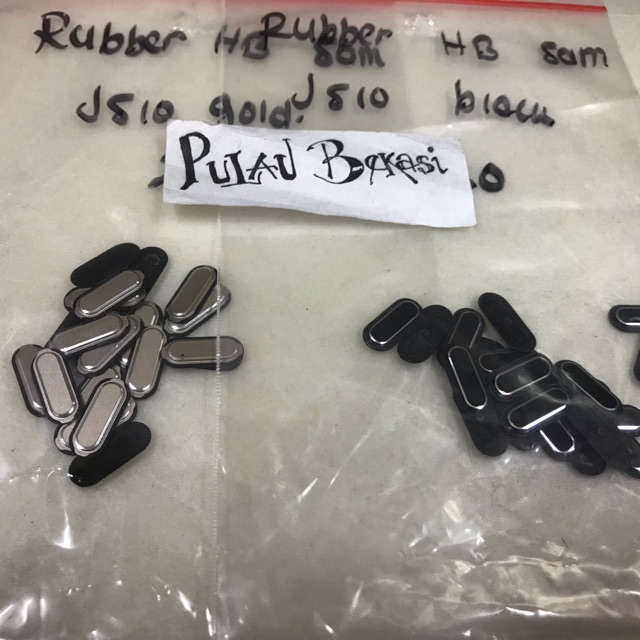 Rubber HB Sam
J510 gold.
Rubber HB Sam
J510 black
PULAU BEKASI